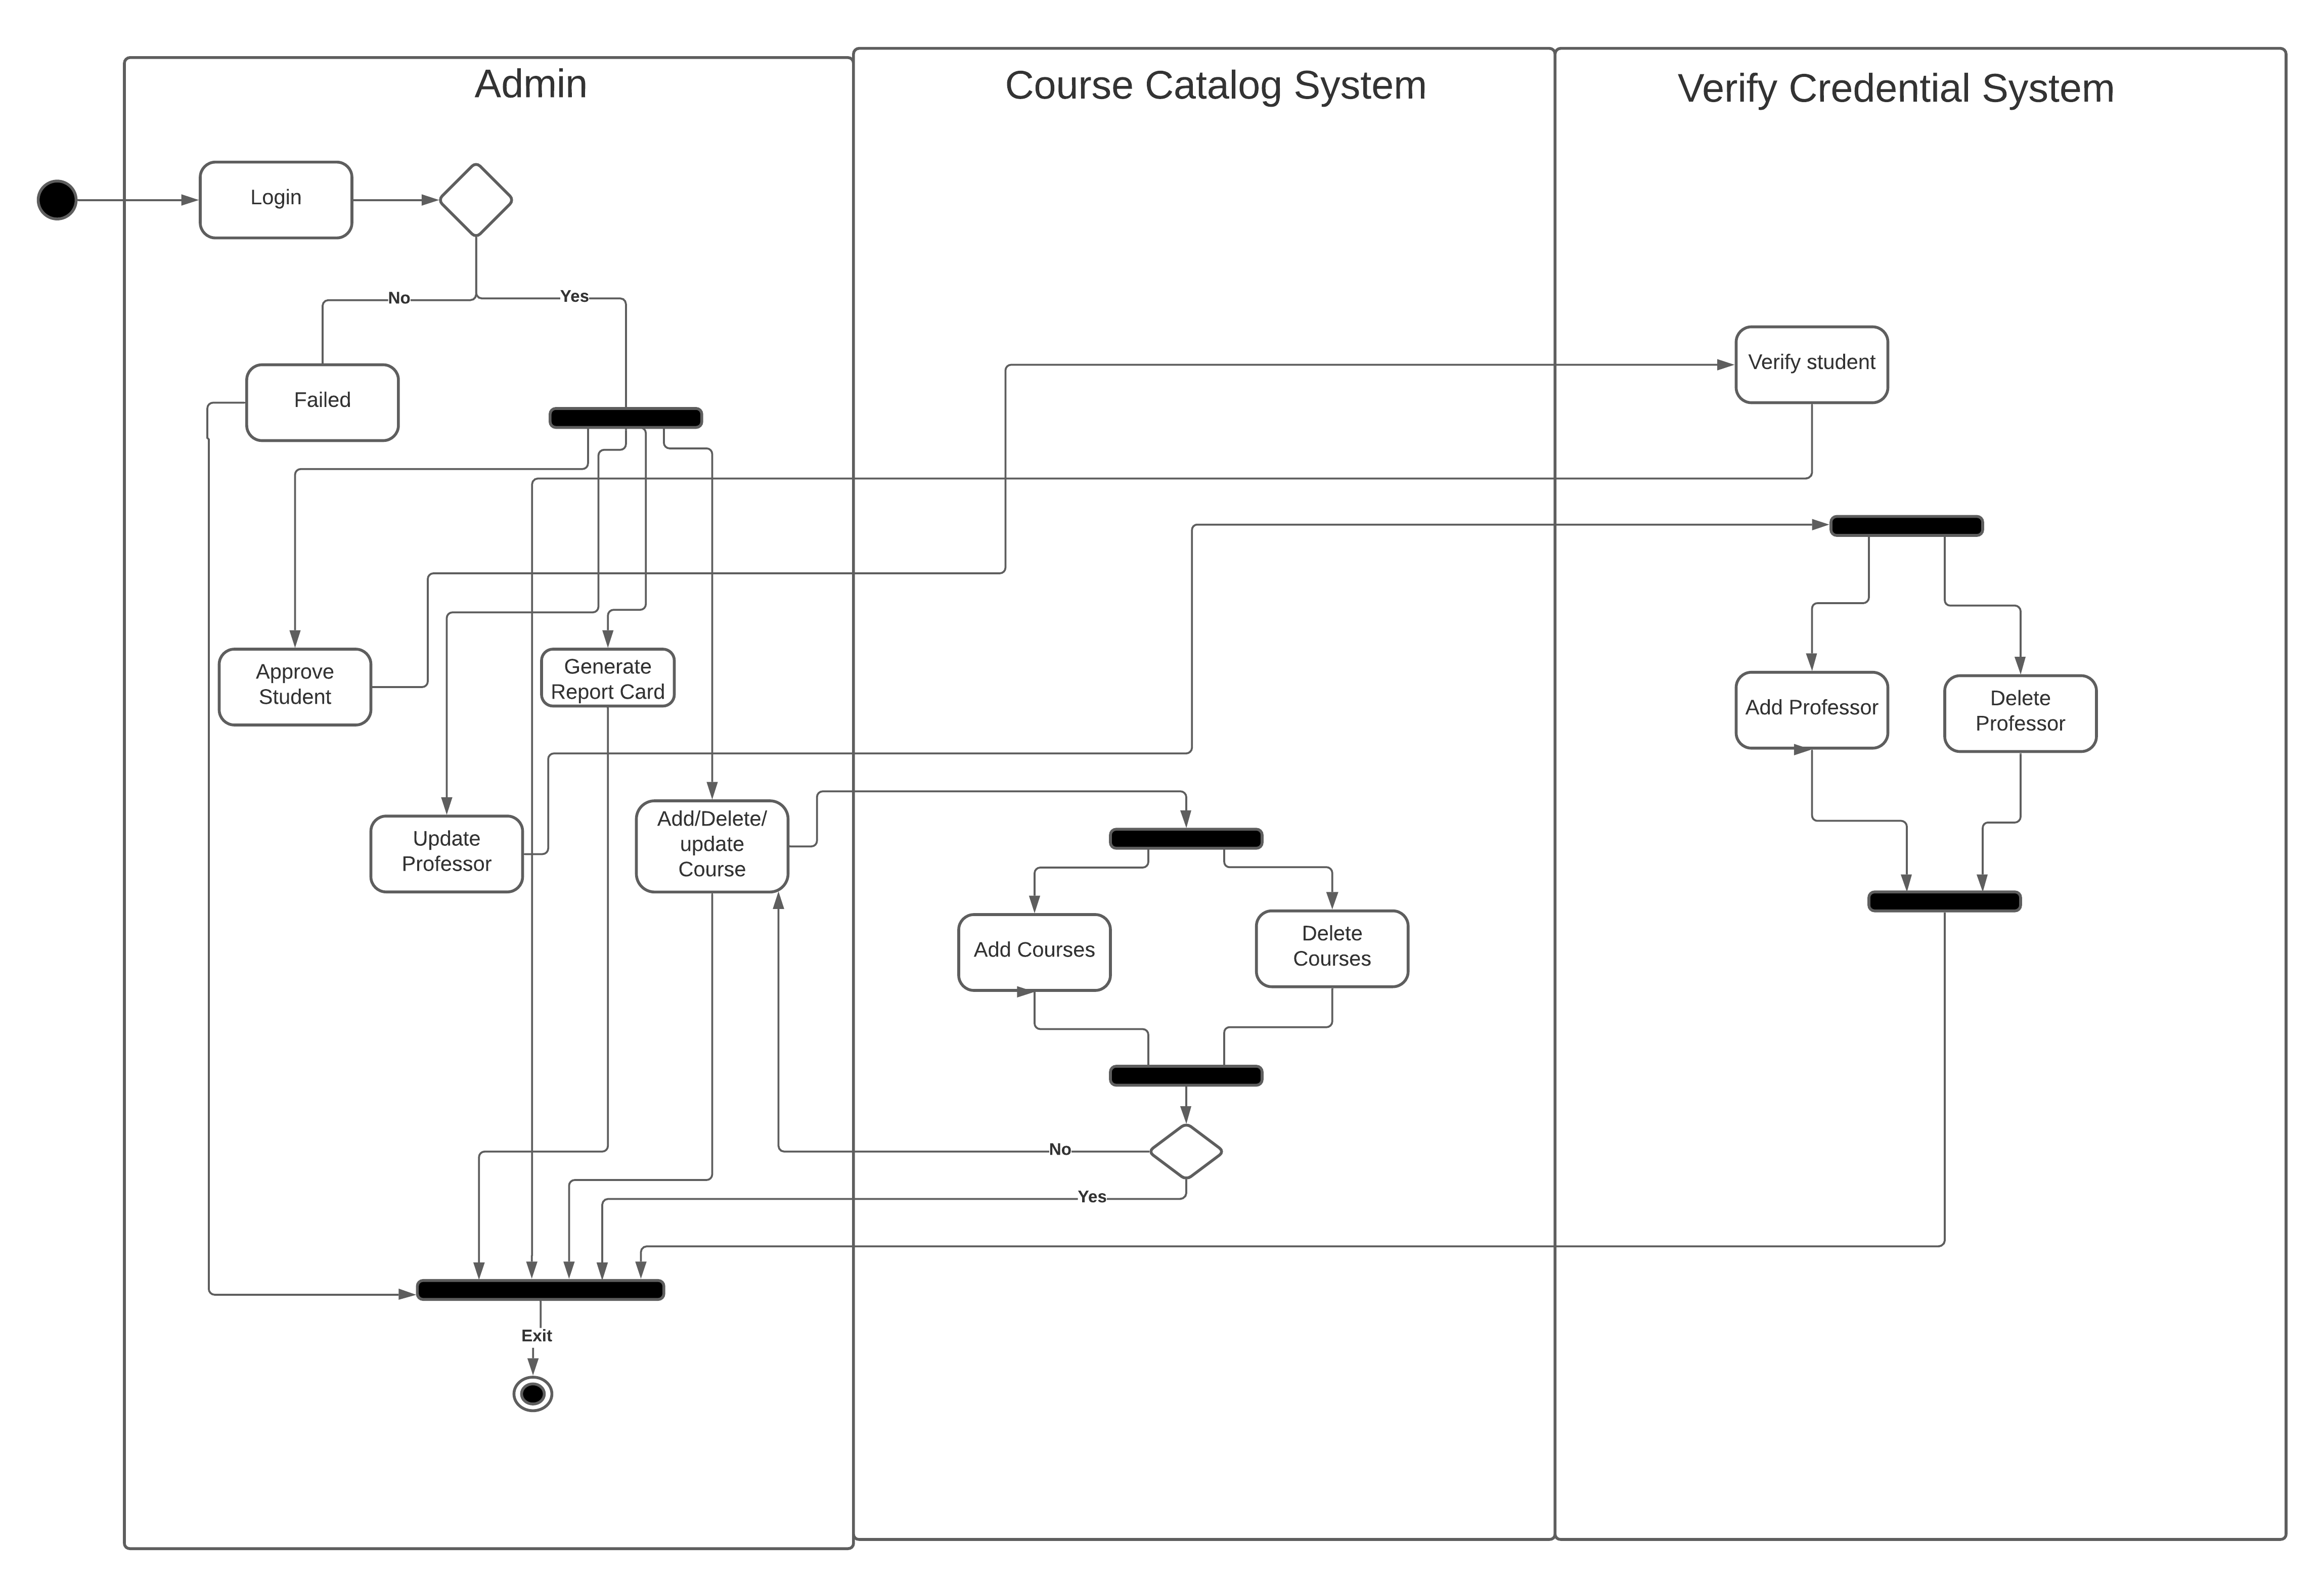 Admin
Course Catalog System
Verify Credential System
Login
No
Yes
Verify student
Failed
Approve
Student
Generate
Report Card
Add Professor
Delete
Professor
Update
Professor
Add/Delete/
update
Course
Add Courses
Delete
Courses
No
Yes
Exit